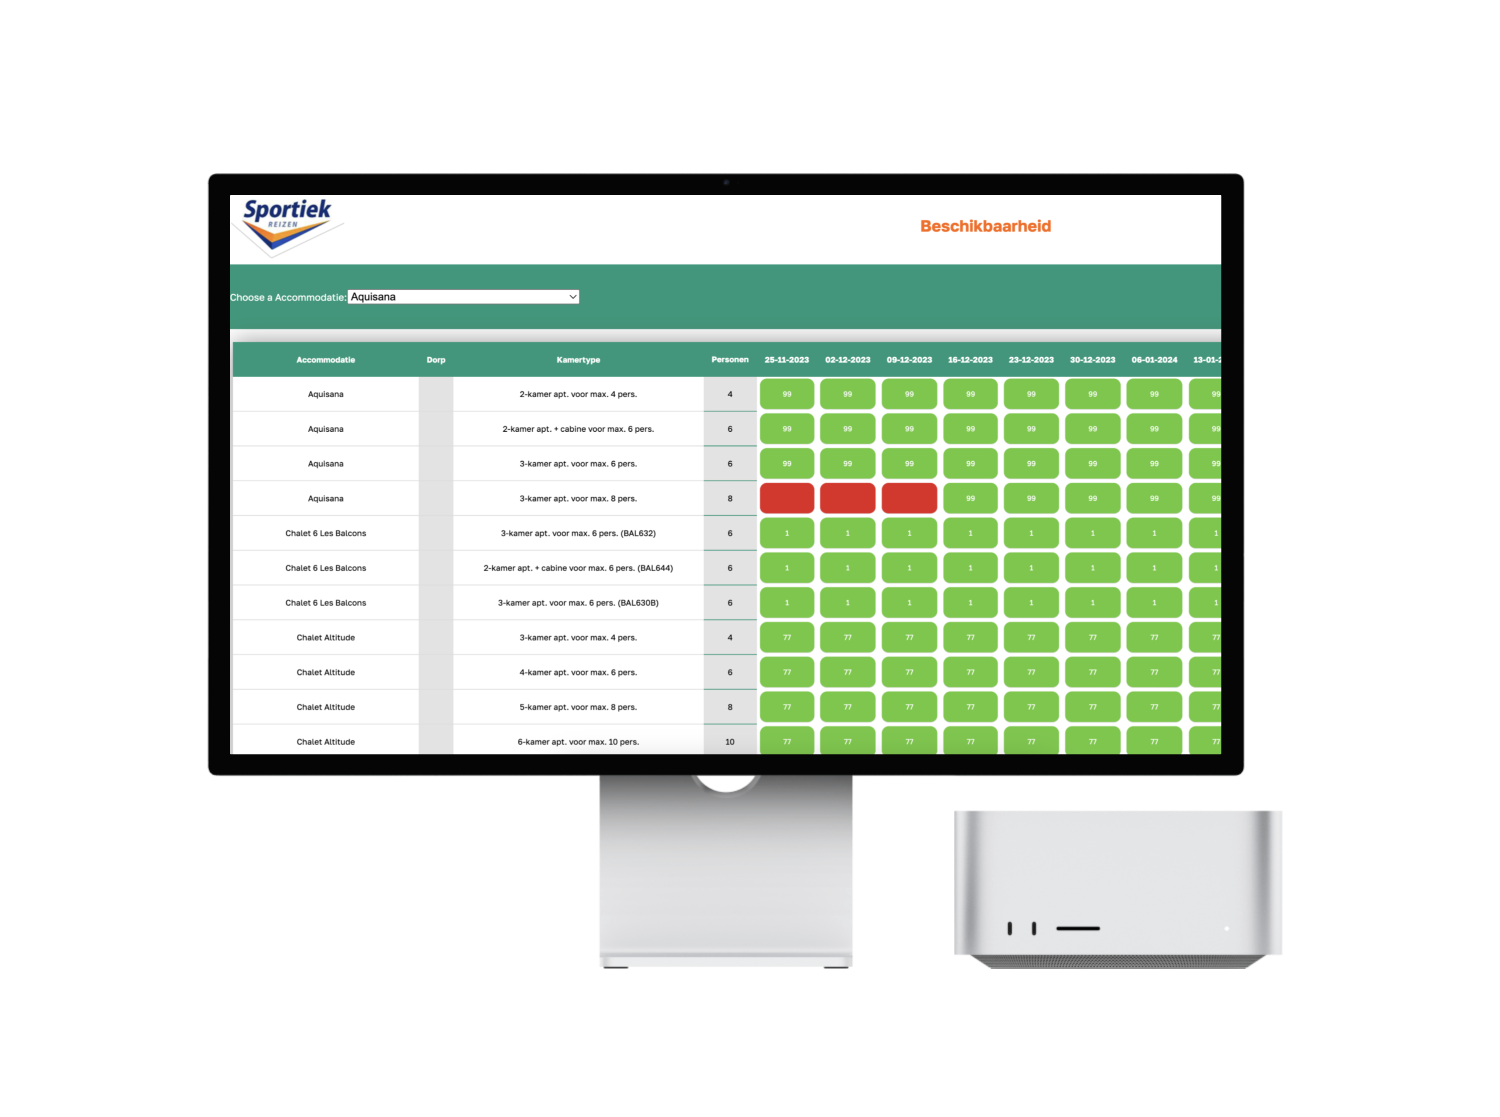 Sportiek
REIZEN
Beschikbaarheid
Choose a Accommodatie: Aquisana
Accommodatie Dorp Kamertype Personen 25-11-2023 02-12-2023 09-12-2023 16-12-2023 23-12-2023 30-12-2023 06-01-2024 13-01-2
Aquisana 2-kamer apt. voor max. 4 pers. 4 99 99 99 99 99 99 99 99
Aquisana 2-kamer apt. + cabine voor max. 6 pers. 6 99 99 99 99 99 99 99 99
Aquisana 3-kamer apt. voor max. 6 pers. 6 99 99 99 99 99 99 99 99
Aquisana 3-kamer apt. voor max. 8 pers. 8 99 99 99 99 99
Chalet 6 Les Balcons 3-kamer apt. voor max. 6 pers. (BAL632) 6 1 1 1 1 1 1 1 1
Chalet 6 Les Balcons 2-kamer apt. + cabine voor max. 6 pers. (BAL644) 6 1 1 1 1 1 1 1 1
Chalet 6 Les Balcons 3-kamer apt. voor max. 6 pers. (BAL630B) 6 1 1 1 1 1 1 1 1
Chalet Altitude 3-kamer apt. voor max. 4 pers. 4 77 77 77 77 77 77 77 77
Chalet Altitude 4-kamer apt. voor max. 6 pers. 6 77 77 77 77 77 77 77 77
Chalet Altitude 5-kamer apt. voor max. 8 pers. 8 77 77 77 77 77 77 77 77
Chalet Altitude 6-kamer apt. voor max. 10 pers. 10 77 77 77 77 77 77 77 77